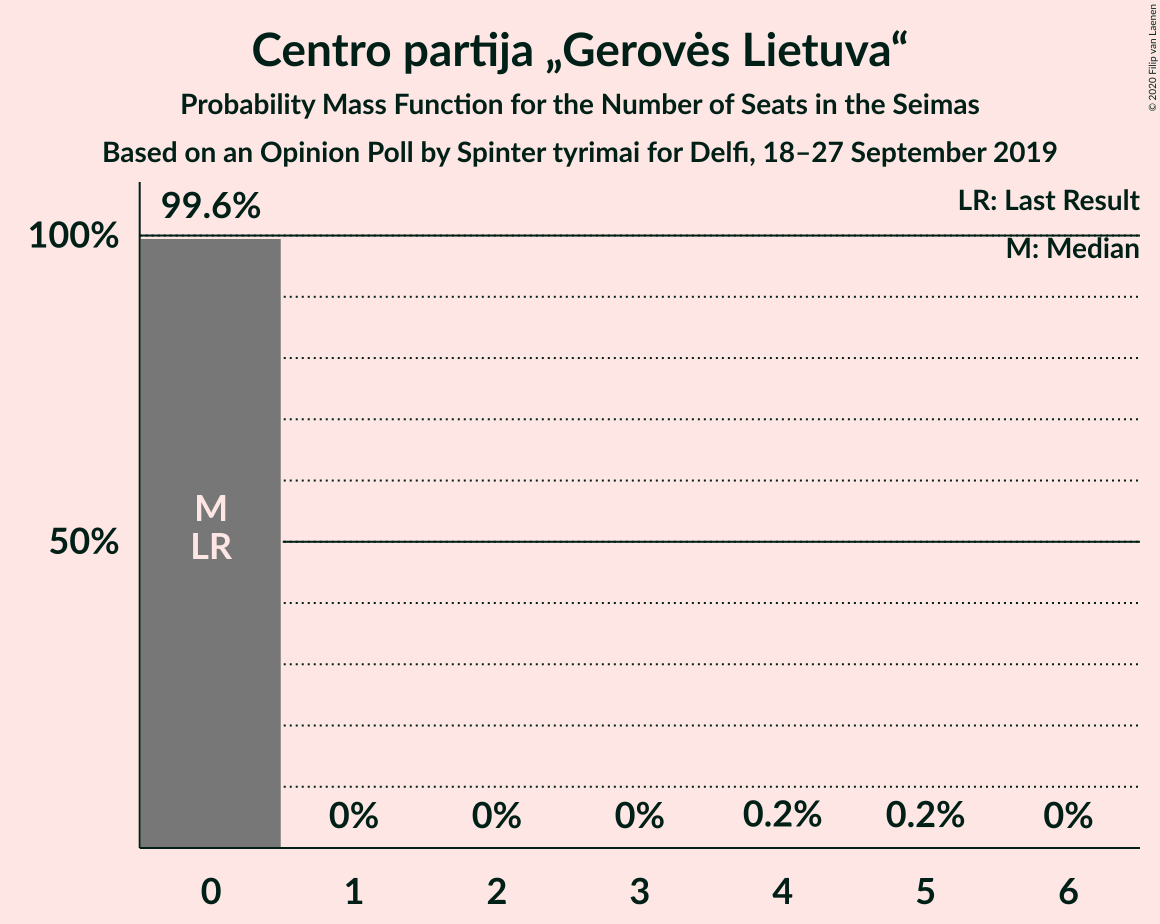 Centro partija „Gerovės Lietuva“
Probability Mass Function for the Number of Seats in the Seimas
Based on an Opinion Poll by Spinter tyrimai for Delfi, 18–27 September 2019
© 2020 Filip van Laenen
LR: Last Result
M: Median
99.6%
100%
50%
M
LR
0% 0% 0% 0.2% 0.2% 0%
0 1 2 3 4 5 6